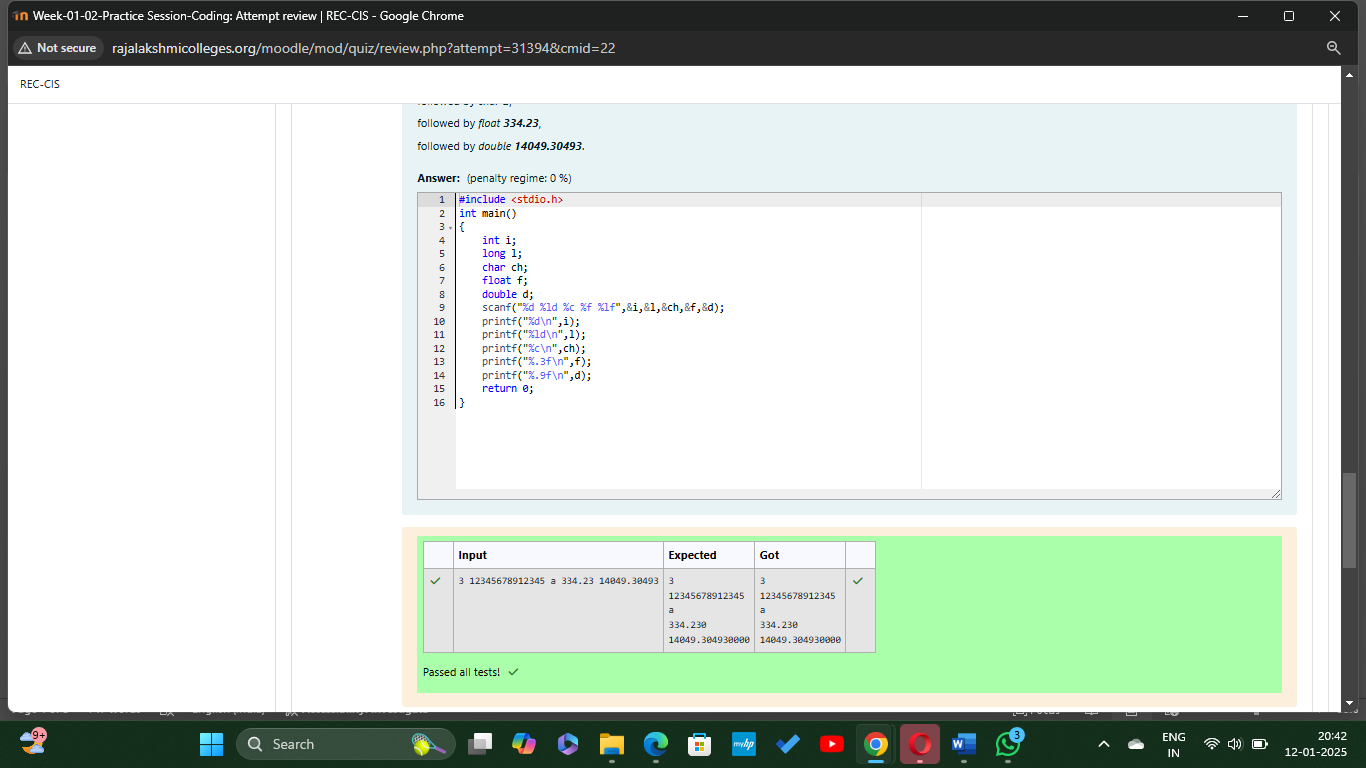 Week-01-02-Practice Session-Coding: Attempt review | REC-CIS - Google Chrome
Not secure rajalakshmicolleges.org/moodle/mod/quiz/review.php?attempt=31394&cmid=22
REC-CIS
followed by float 334.23,
followed by double 14049.30493.
Answer: (penalty regime: 0 %)
1 #include <stdio.h>
2 int main()
3 {
4 int i;
5 long l;
6 char ch;
7 float f;
8 double d;
9 scanf("%d %ld %c %f %lf",&i,&l,&ch,&f,&d);
10 printf("%d\n",i);
11 printf("%ld\n",l);
12 printf("%c\n",ch);
13 printf("%.3f\n",f);
14 printf("%.9f\n",d);
15 return 0;
16 }
Input Expected Got
3 12345678912345 a 334.23 14049.30493 3 3
12345678912345 12345678912345
a a
334.230 334.230
14049.304930000 14049.304930000
Passed all tests!
9+
Search
myhp
3
ENG
IN
20:42
12-01-2025